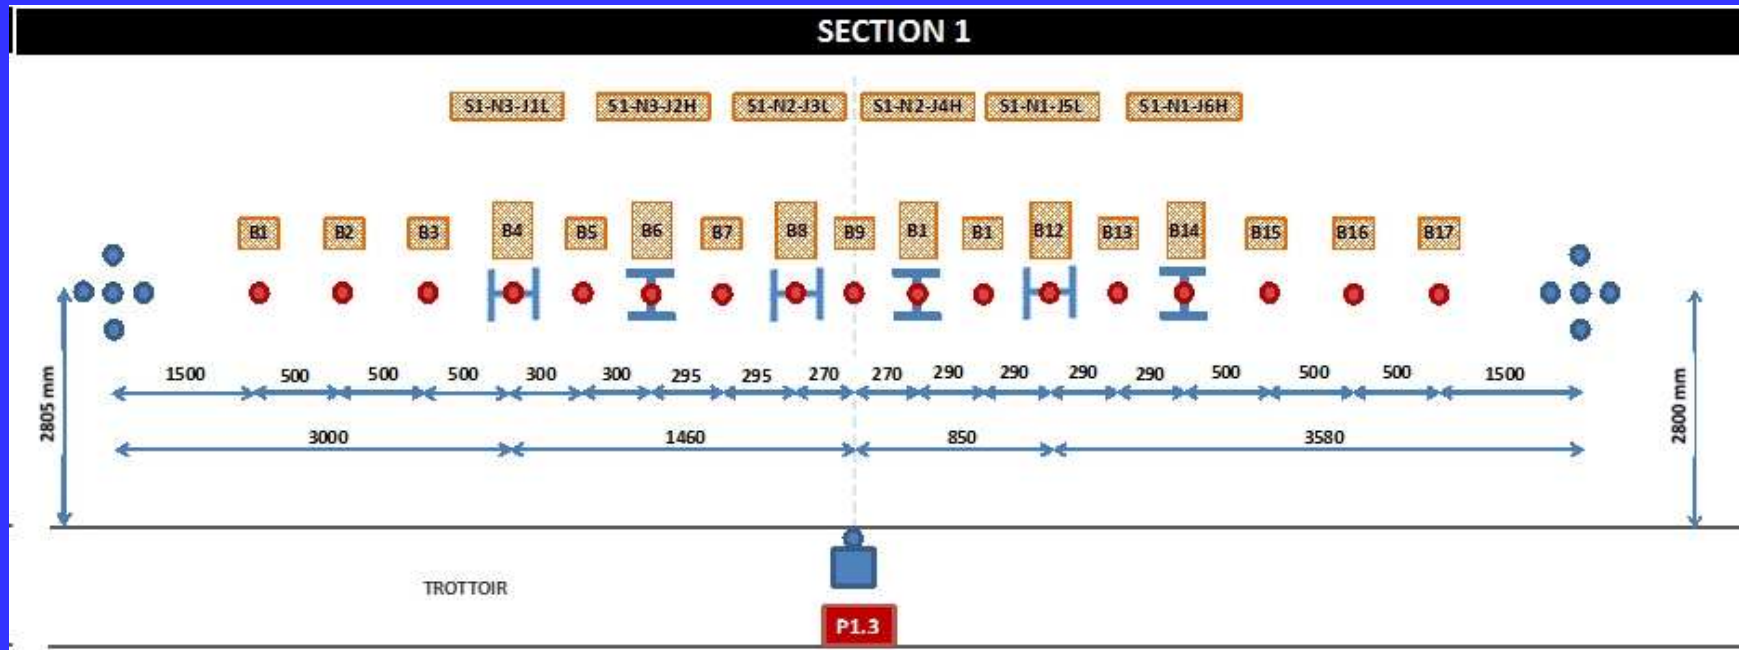 SECTION 1
S1-N3-J1L S1-N3-J2H S1-N2-J3L S1-N2-J4H S1-N1-J5L S1-N1-J6H
B1 B2 B3 B4 B5 B6 B7 B8 B9 B1 B1 B12 B13 B14 B15 B16 B17
1500 500 500 500 300 300 295 295 270 270 290 290 290 290 500 500 500 1500
2805 mm
2800 mm
3000 1460 850 3580
TROTTOIR
P1.3